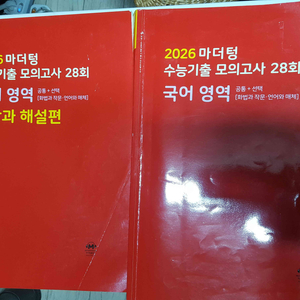 6 마더텅
기출 모의고사 28회
영역 공통 + 선택
[화법과 작문·언어와 매체]
과 해설편
2026 마더텅
수능기출 모의고사 28회
국어 영역 공통 + 선택
[화법과 작문·언어와 매체]